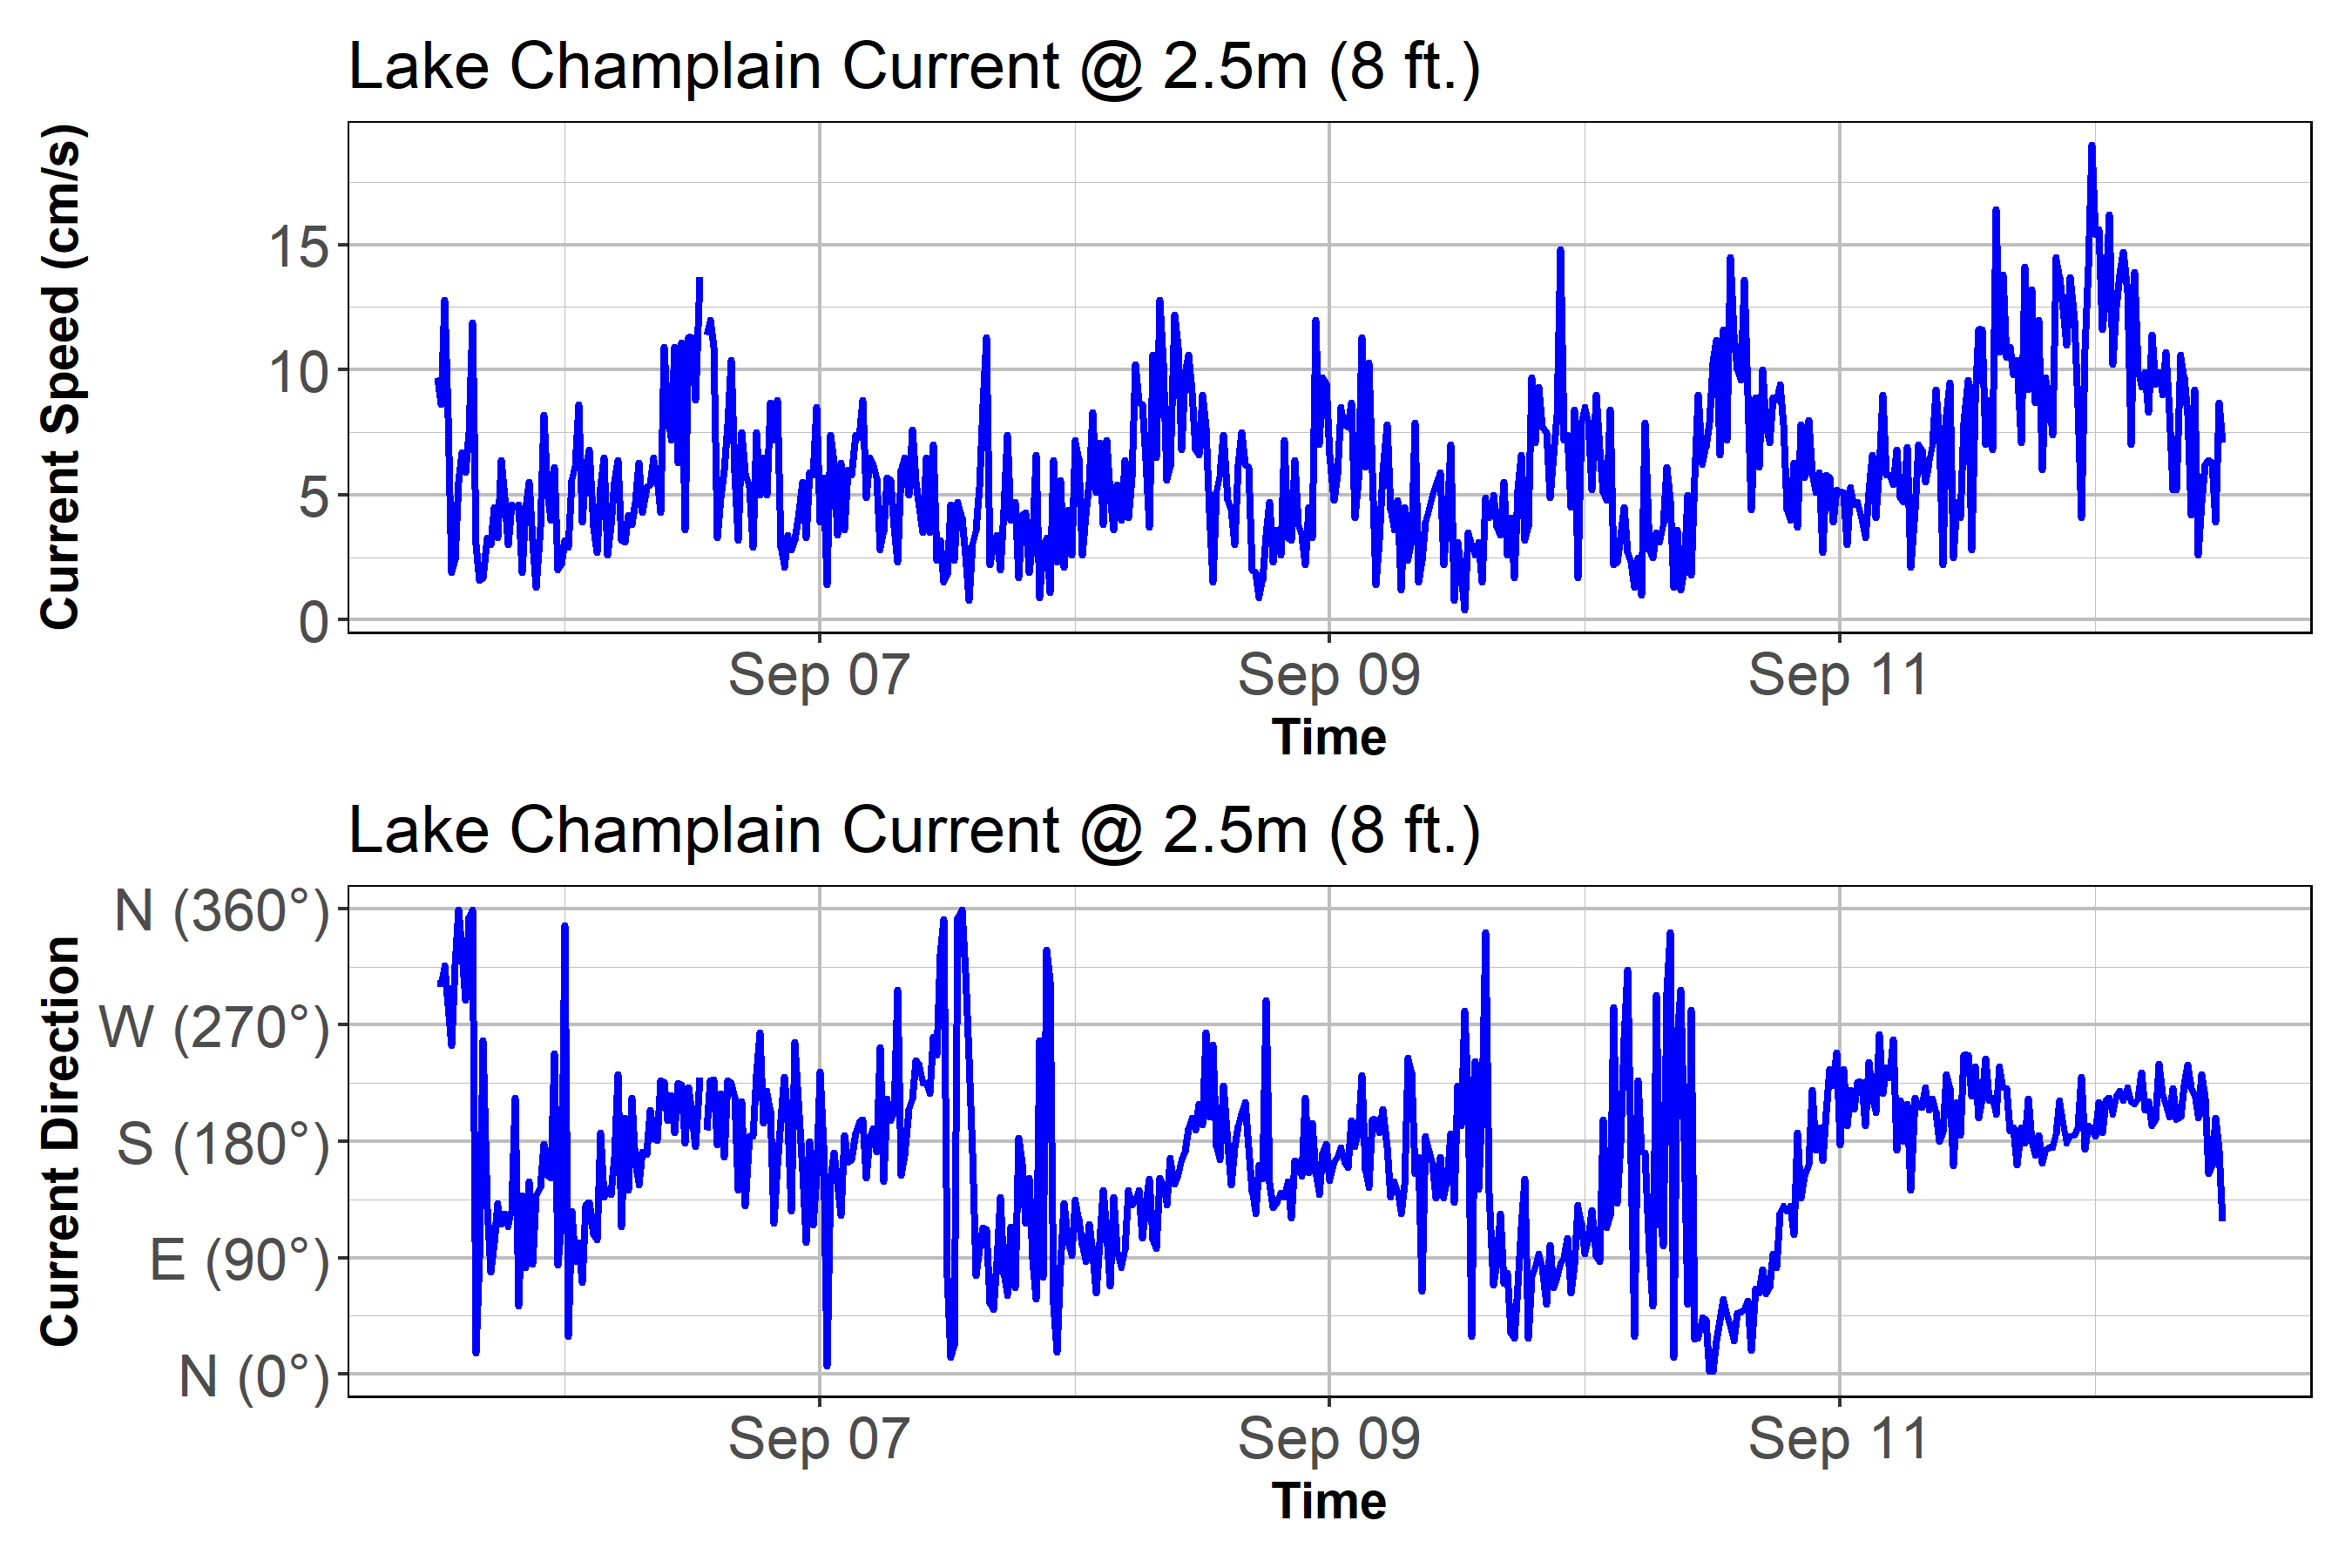 Lake Champlain Current @ 2.5m (8 ft.)
Current Speed (cm/s)
15
10
5
0
Sep 07 Sep 09 Sep 11
Time
Lake Champlain Current @ 2.5m (8 ft.)
Current Direction
N (360°)
W (270°)
S (180°)
E (90°)
N (0°)
Sep 07 Sep 09 Sep 11
Time